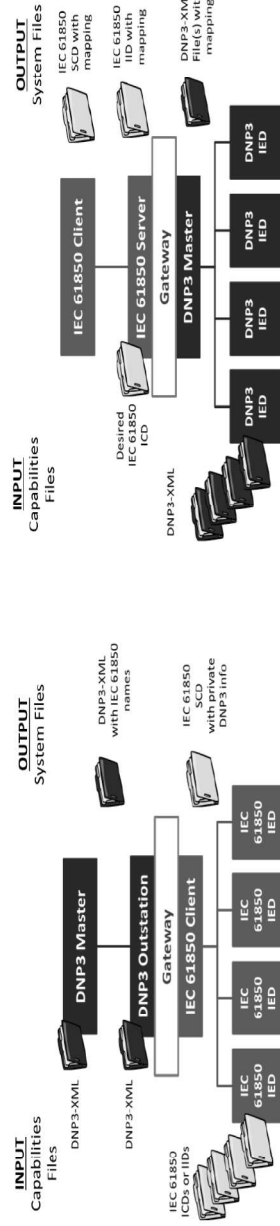 INPUT
Capabilities
Files
OUTPUT
System Files
DNP3 Master
DNP3-XML
DNP3-XML
with IEC 61850
names
DNP3 Outstation
Gateway
IEC 61850 Client
DNP3-XML
IEC 61850
SCD
with private
DNP3 info
IEC 61850
ICDs or IIDs
IEC
61850
IED
IEC
61850
IED
IEC
61850
IED
IEC
61850
IED
INPUT
Capabilities
Files
OUTPUT
System Files
IEC 61850 Client
IEC 61850
SCD with
mapping
IEC 61850 Server
Gateway
DNP3 Master
Desired
IEC 61850
ICD
IEC 61850
IID with
mapping
DNP3-XML
DNP3-XM
File(s) wit
mapping
DNP3
IED
DNP3
IED
DNP3
IED
DNP3
IED